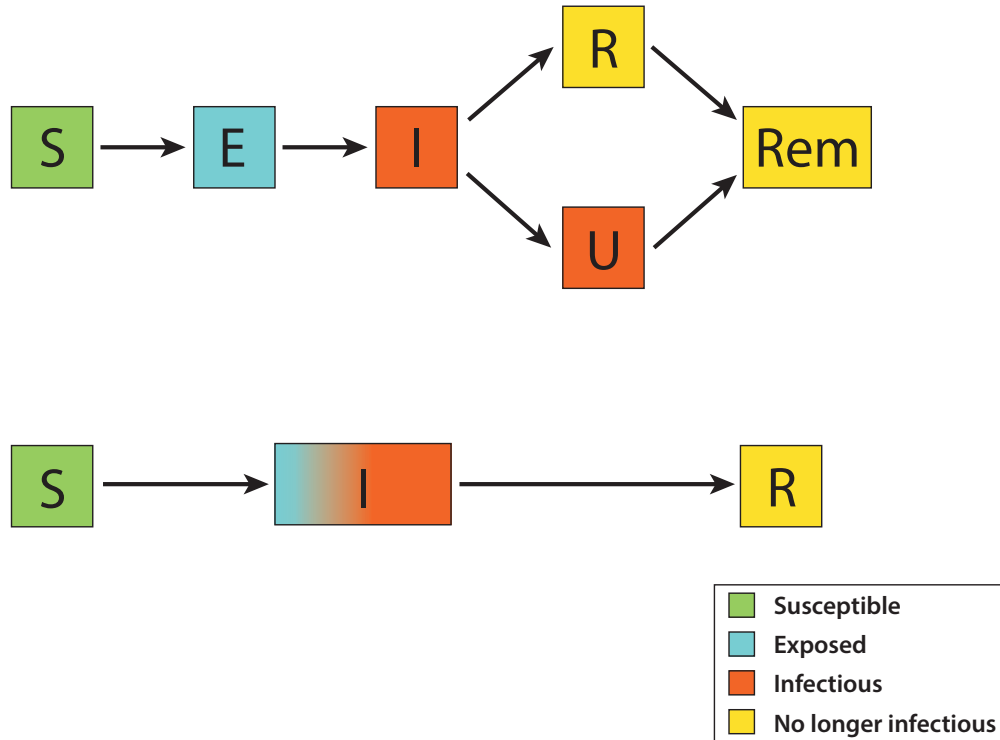 R
S
E
I
Rem
U
S
I
R
Susceptible
Exposed
Infectious
No longer infectious